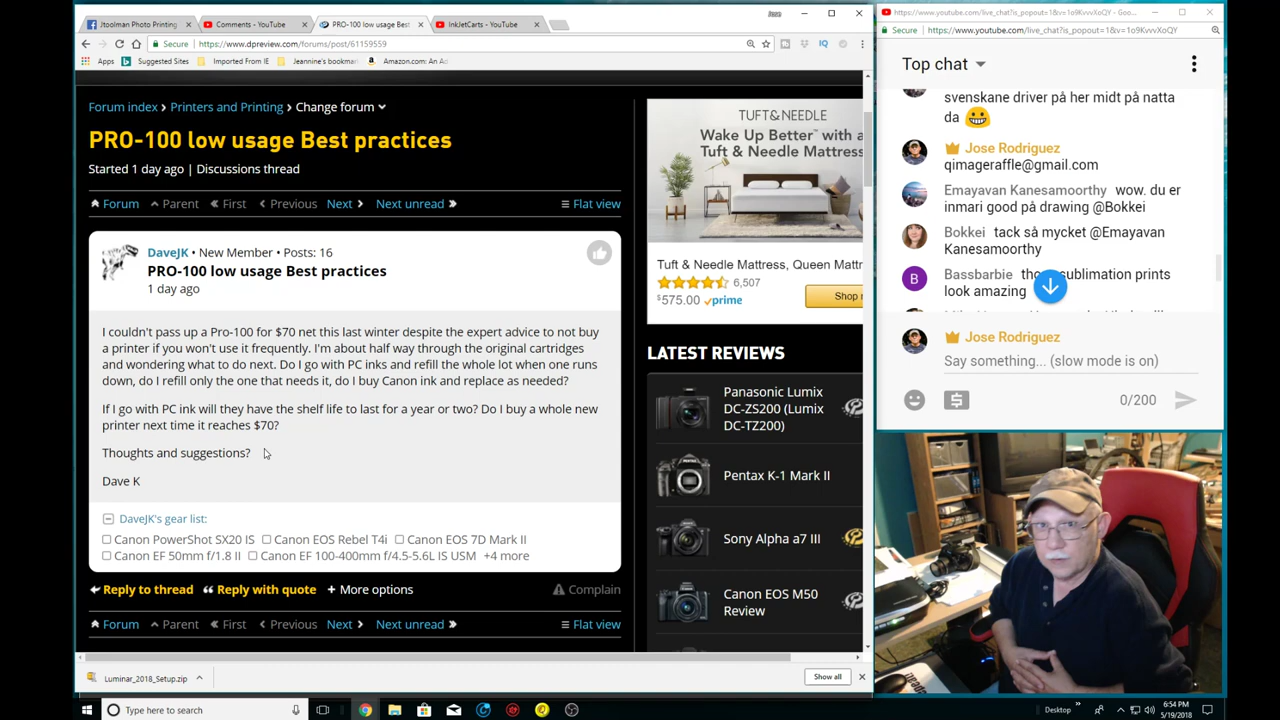 Jtoolman Photo Printing
Comments - YouTube
PRO-100 low usage Best
InkJetCarts - YouTube
Jose
Secure
https://www.dpreview.com/forums/post/61159559
Apps
Suggested Sites
Imported From IE
Jeannine's bookmar
Amazon.com: An Ad
Forum index > Printers and Printing > Change forum
PRO-100 low usage Best practices
Started 1 day ago | Discussions thread
Forum Parent First Previous Next Next unread Flat view
DaveJK • New Member • Posts: 16
PRO-100 low usage Best practices
1 day ago
I couldn't pass up a Pro-100 for $70 net this last winter despite the expert advice to not buy
a printer if you won't use it frequently. I'm about half way through the original cartridges
and wondering what to do next. Do I go with PC inks and refill the whole lot when one runs
down, do I refill only the one that needs it, do I buy Canon ink and replace as needed?
If I go with PC ink will they have the shelf life to last for a year or two? Do I buy a whole new
printer next time it reaches $70?
Thoughts and suggestions?
Dave K
DaveJK's gear list:
Canon PowerShot SX20 IS Canon EOS Rebel T4i Canon EOS 7D Mark II
Canon EF 50mm f/1.8 II Canon EF 100-400mm f/4.5-5.6L IS USM +4 more
Reply to thread Reply with quote + More options Complain
Forum Parent First Previous Next Next unread Flat view
TUFT&NEEDLE
Wake Up Better™ with a
Tuft & Needle Mattress
Tuft & Needle Mattress, Queen Mattr
6,507
$575.00 prime
Shop
LATEST REVIEWS
Panasonic Lumix
DC-ZS200 (Lumix
DC-TZ200)
Pentax K-1 Mark II
Sony Alpha a7 III
Canon EOS M50
Review
Luminar_2018_Setup.zip
Show all
Type here to search
Desktop
6:54 PM
5/19/2018
https://www.youtube.com/live_chat?is_popout=1&v=1o9KvvvXoQY - Goo...
Secure
https://www.youtube.com/live_chat?is_popout=1&v=1o9KvvvXoQY
Top chat
svenskane driver på her midt på natta
da
Jose Rodriguez
qimageraffle@gmail.com
Emayavan Kanesamoorthy wow. du er
inmari good på drawing @Bokkei
Bokkei tack så mycket @Emayavan
Kanesamoorthy
Bassbarbie sublimation prints
look amazing
Jose Rodriguez
Say something... (slow mode is on)
0/200